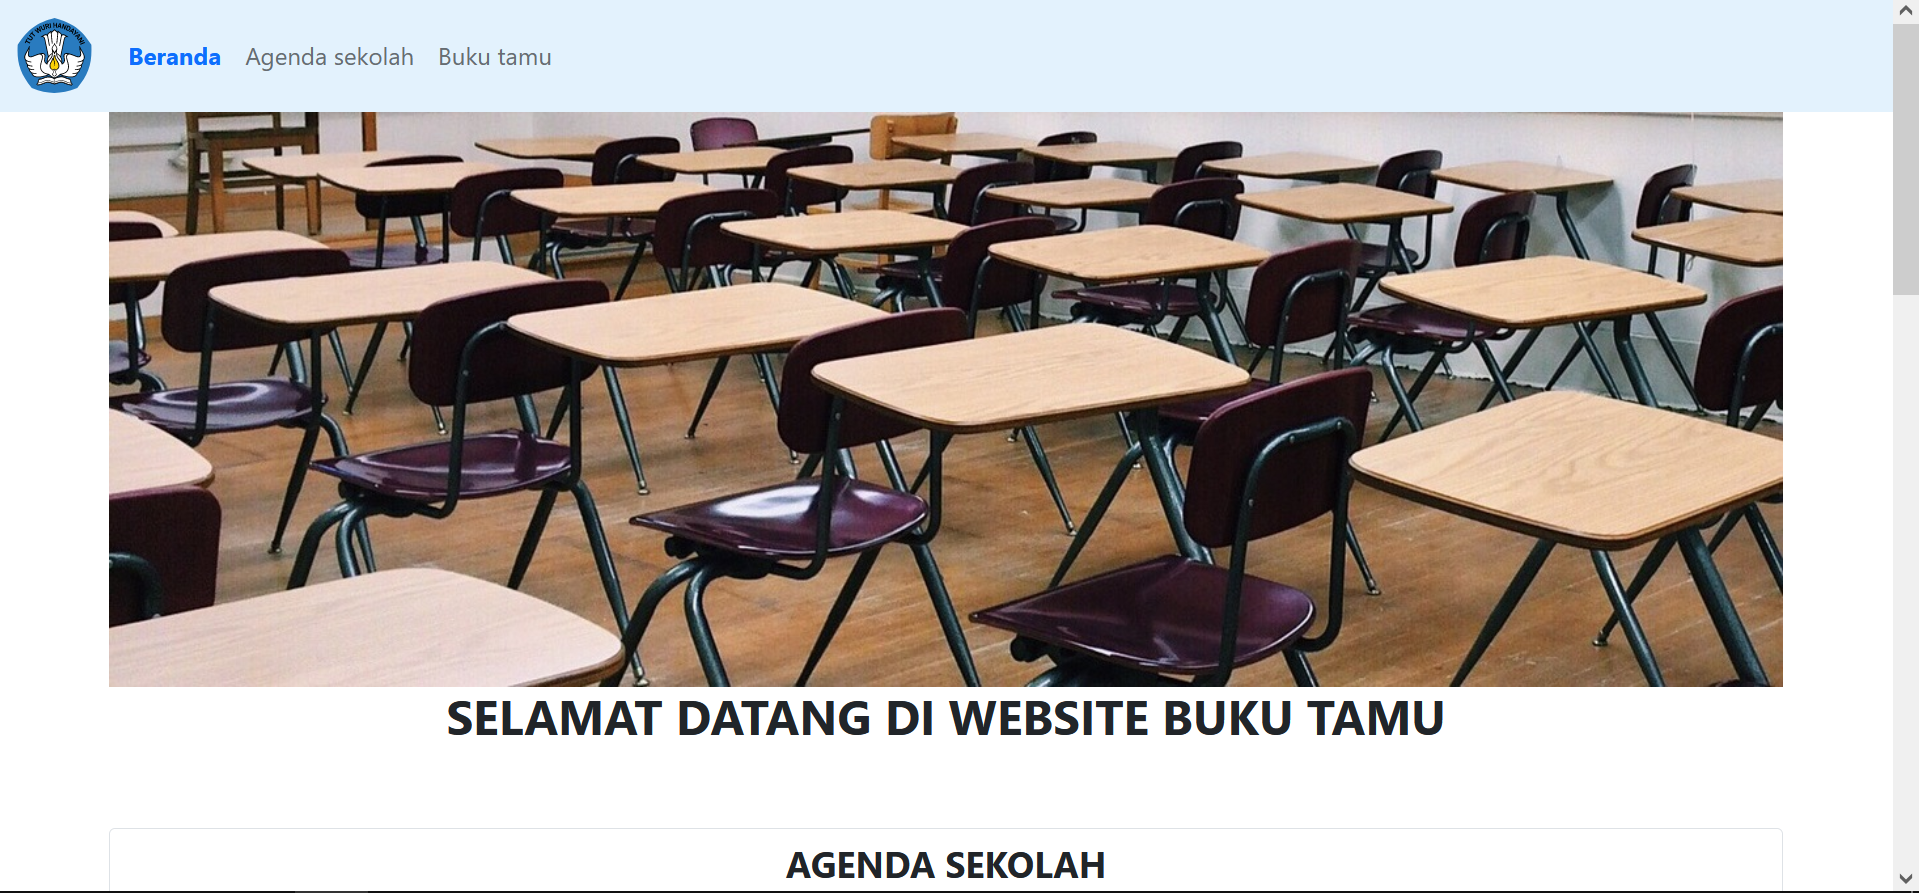 TUT WURI HANDAYANI
Beranda Agenda sekolah Buku tamu
SELAMAT DATANG DI WEBSITE BUKU TAMU
AGENDA SEKOLAH